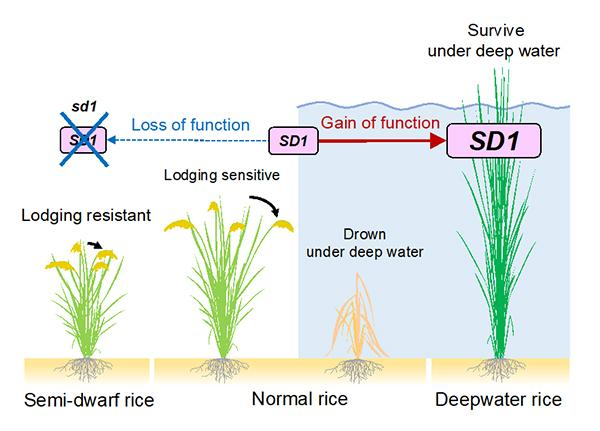 Survive
under deep water
sd1
SD1
Loss of function
SD1
Gain of function
SD1
Lodging sensitive
Lodging resistant
Drown
under deep water
Semi-dwarf rice
Normal rice
Deepwater rice